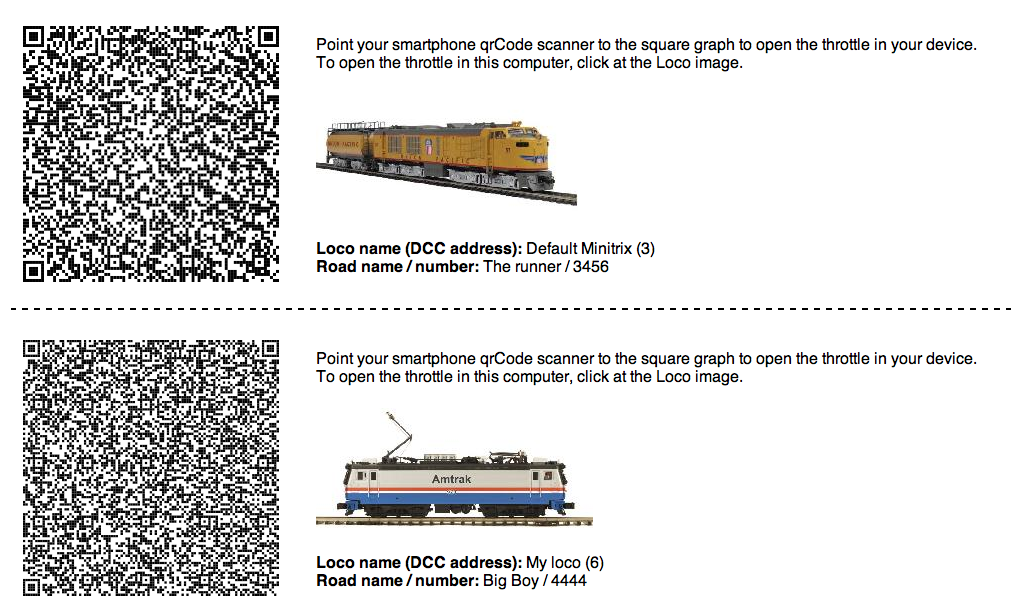 Point your smartphone qrCode scanner to the square graph to open the throttle in your device.
To open the throttle in this computer, click at the Loco image.
UNION PACIFIC
Loco name (DCC address): Default Minitrix (3)
Road name / number: The runner / 3456
Point your smartphone qrCode scanner to the square graph to open the throttle in your device.
To open the throttle in this computer, click at the Loco image.
Amtrak
Loco name (DCC address): My loco (6)
Road name / number: Big Boy / 4444